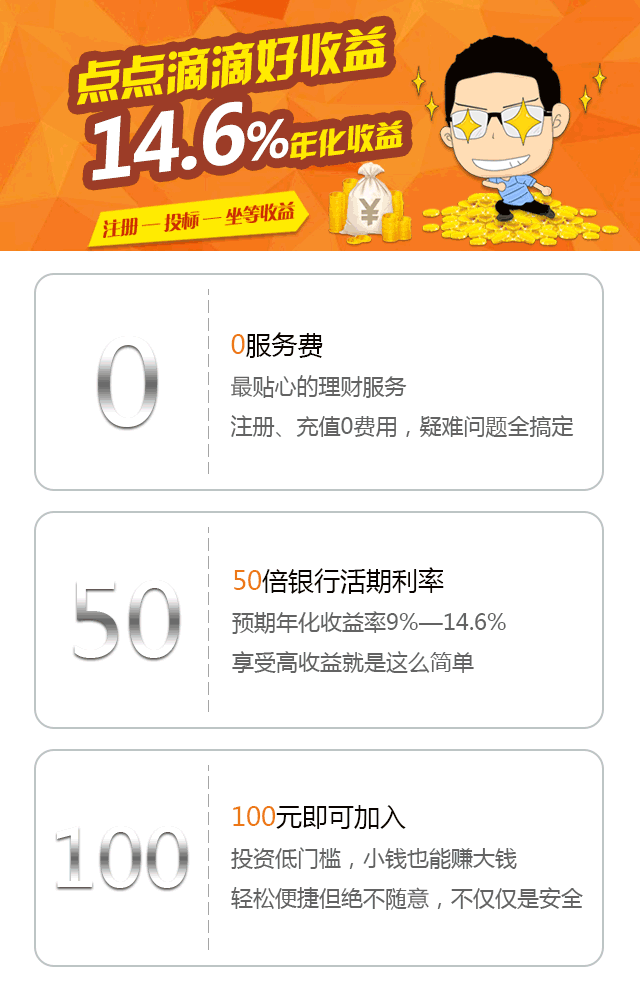 点点滴滴好收益
14.6%年化收益
注册 — 投标 — 坐等收益
¥
0
0服务费
最贴心的理财服务
注册、充值0费用，疑难问题全搞定
50
50倍银行活期利率
预期年化收益率9%—14.6%
享受高收益就是这么简单
100
100元即可加入
投资低门槛，小钱也能赚大钱
轻松便捷但绝不随意，不仅仅是安全